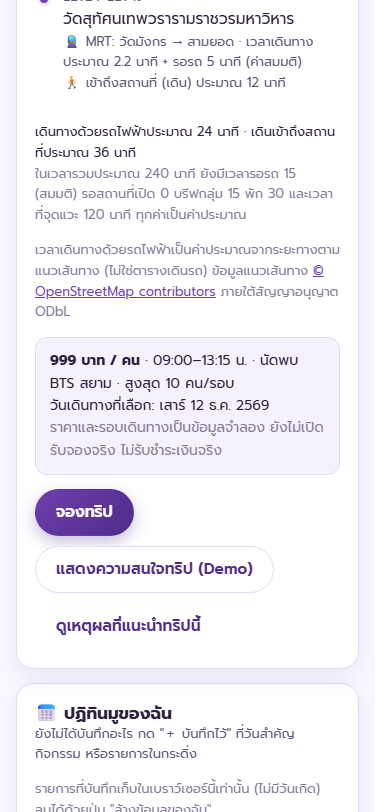 วัดสุทัศนเทพวรารามราชวรมหาวิหาร
MRT: วัดมังกร → สามยอด · เวลาเดินทาง
ประมาณ 2.2 นาที + รอรถ 5 นาที (ค่าสมมติ)
เข้าถึงสถานที่ (เดิน) ประมาณ 12 นาที
เดินทางด้วยรถไฟฟ้าประมาณ 24 นาที · เดินเข้าถึงสถาน
ที่ประมาณ 36 นาที
ในเวลารวมประมาณ 240 นาที ยังมีเวลารอรถ 15
(สมมติ) รอสถานที่เปิด 0 บรีฟกลุ่ม 15 พัก 30 และเวลา
ที่จุดแวะ 120 นาที ทุกค่าเป็นค่าประมาณ
เวลาเดินทางด้วยรถไฟฟ้าเป็นค่าประมาณจากระยะทางตาม
แนวเส้นทาง (ไม่ใช่ตารางเดินรถ) ข้อมูลแนวเส้นทาง ©
OpenStreetMap contributors ภายใต้สัญญาอนุญาต
ODbL
999 บาท / คน · 09:00–13:15 น. · นัดพบ
BTS สยาม · สูงสุด 10 คน/รอบ
วันเดินทางที่เลือก: เสาร์ 12 ธ.ค. 2569
ราคาและรอบเดินทางเป็นข้อมูลจำลอง ยังไม่เปิด
รับจองจริง ไม่รับชำระเงินจริง
จองทริป
แสดงความสนใจทริป (Demo)
ดูเหตุผลที่แนะนำทริปนี้
ปฏิทินมูของฉัน
ยังไม่ได้บันทึกอะไร กด "＋ บันทึกไว้" ที่วันสำคัญ
กิจกรรม หรือรายการในกระดิ่ง
รายการที่บันทึกเก็บในเบราว์เซอร์นี้เท่านั้น (ไม่มีวันเกิด)
ลบได้ด้วยปุ่ม "ล้างข้อมูลของฉัน"